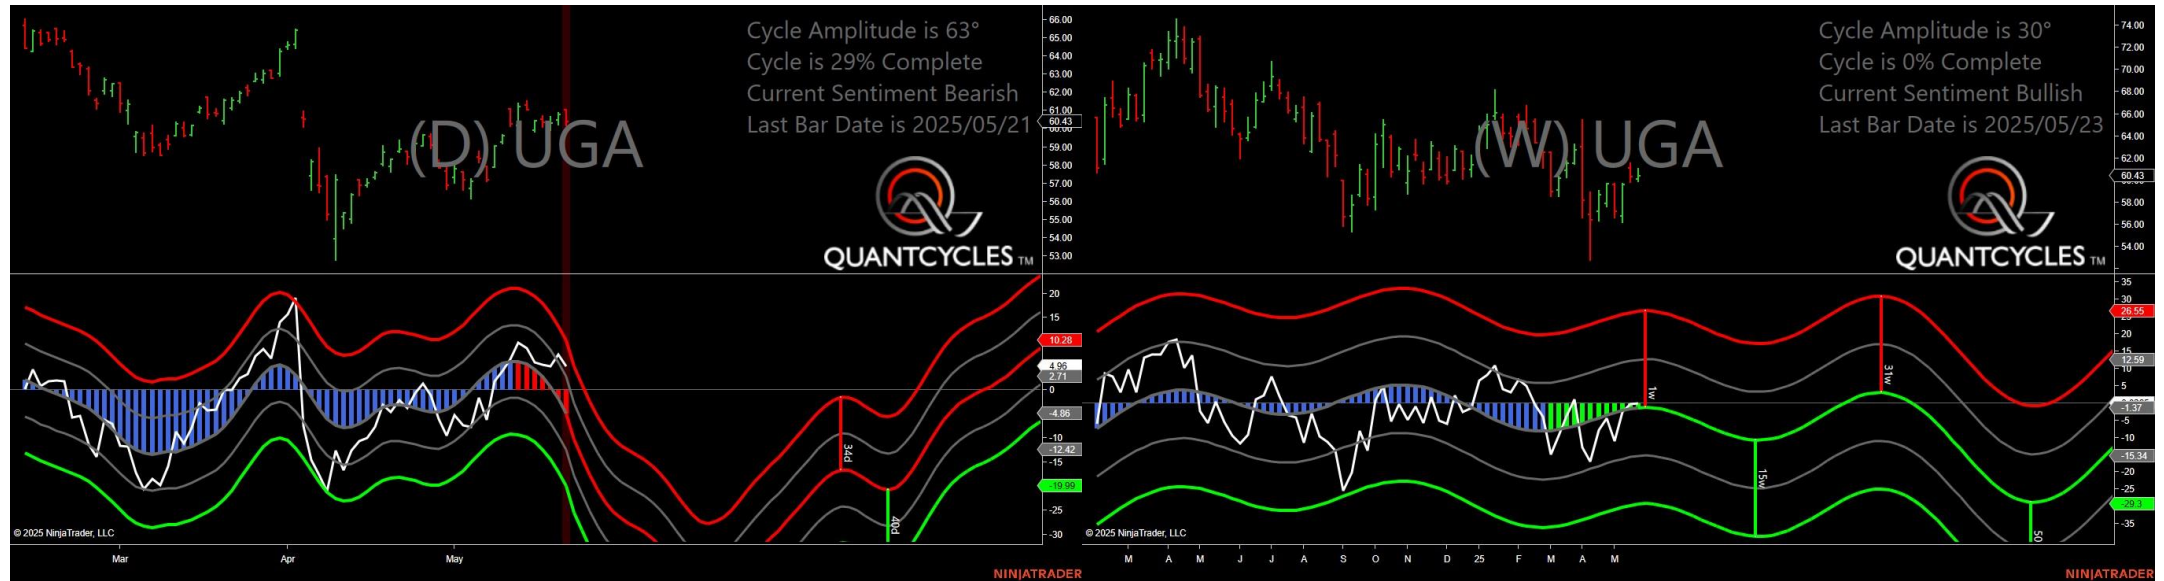 Cycle Amplitude is 63°
Cycle is 29% Complete
Current Sentiment Bearish
Last Bar Date is 2025/05/21
(D) UGA
QUANTCYCLES TM
66.00
65.00
64.00
63.00
62.00
61.00
60.43
60.00
59.00
58.00
57.00
56.00
55.00
54.00
53.00
20
15
10.28
4.96
2.71
0
-4.86
-10
-12.42
-15
-19.99
-25
-30
34d
40d
© 2025 NinjaTrader, LLC
Mar
Apr
May
NINJATRADER
Cycle Amplitude is 30°
Cycle is 0% Complete
Current Sentiment Bullish
Last Bar Date is 2025/05/23
(W) UGA
QUANTCYCLES TM
74.00
72.00
70.00
68.00
66.00
64.00
62.00
60.43
58.00
56.00
54.00
35
30
26.55
20
15
12.59
10
5
-1.37
-5
-10
-15.34
-20
-25
-29.3
-35
1w
15w
31w
50
© 2025 NinjaTrader, LLC
M A M J J A S O N D 25 F M A M
NINJATRADER